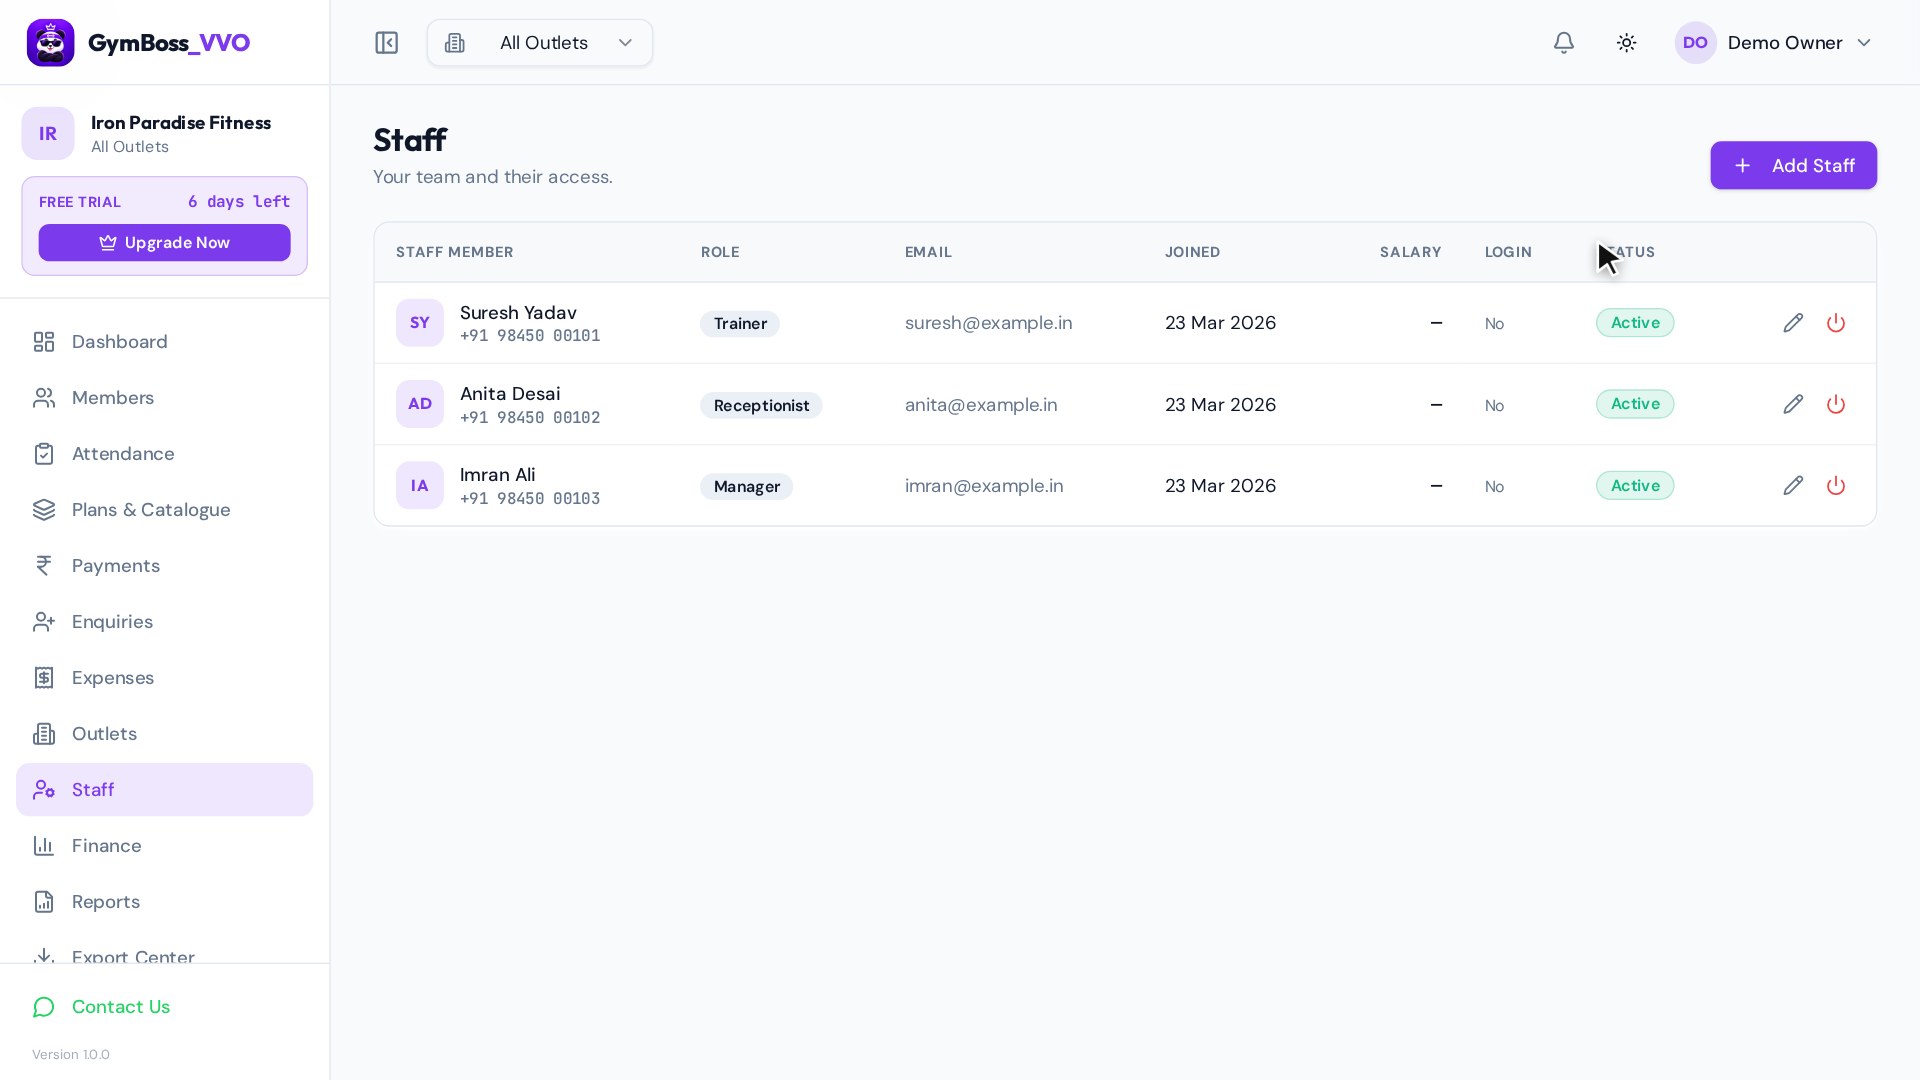 GymBoss_VVO
All Outlets
DO Demo Owner
IR Iron Paradise Fitness
All Outlets
FREE TRIAL 6 days left
Upgrade Now
Dashboard
Members
Attendance
Plans & Catalogue
Payments
Enquiries
Expenses
Outlets
Staff
Finance
Reports
Export Center
Contact Us
Version 1.0.0
Staff
Your team and their access.
Add Staff
STAFF MEMBER ROLE EMAIL JOINED SALARY LOGIN
SY Suresh Yadav
+91 98450 00101
Trainer suresh@example.in 23 Mar 2026 – No Active
AD Anita Desai
+91 98450 00102
Receptionist anita@example.in 23 Mar 2026 – No Active
IA Imran Ali
+91 98450 00103
Manager imran@example.in 23 Mar 2026 – No Active